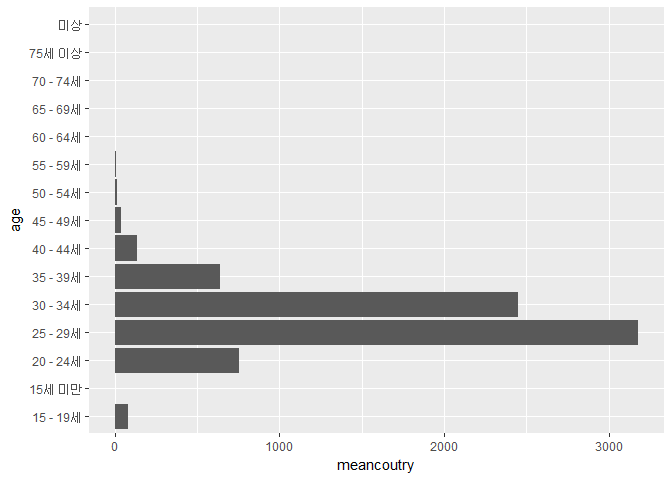 미상
75세 이상
70 - 74세
65 - 69세
60 - 64세
55 - 59세
50 - 54세
45 - 49세
40 - 44세
35 - 39세
30 - 34세
25 - 29세
20 - 24세
15세 미만
15 - 19세
age
0 1000 2000 3000
meancoutry